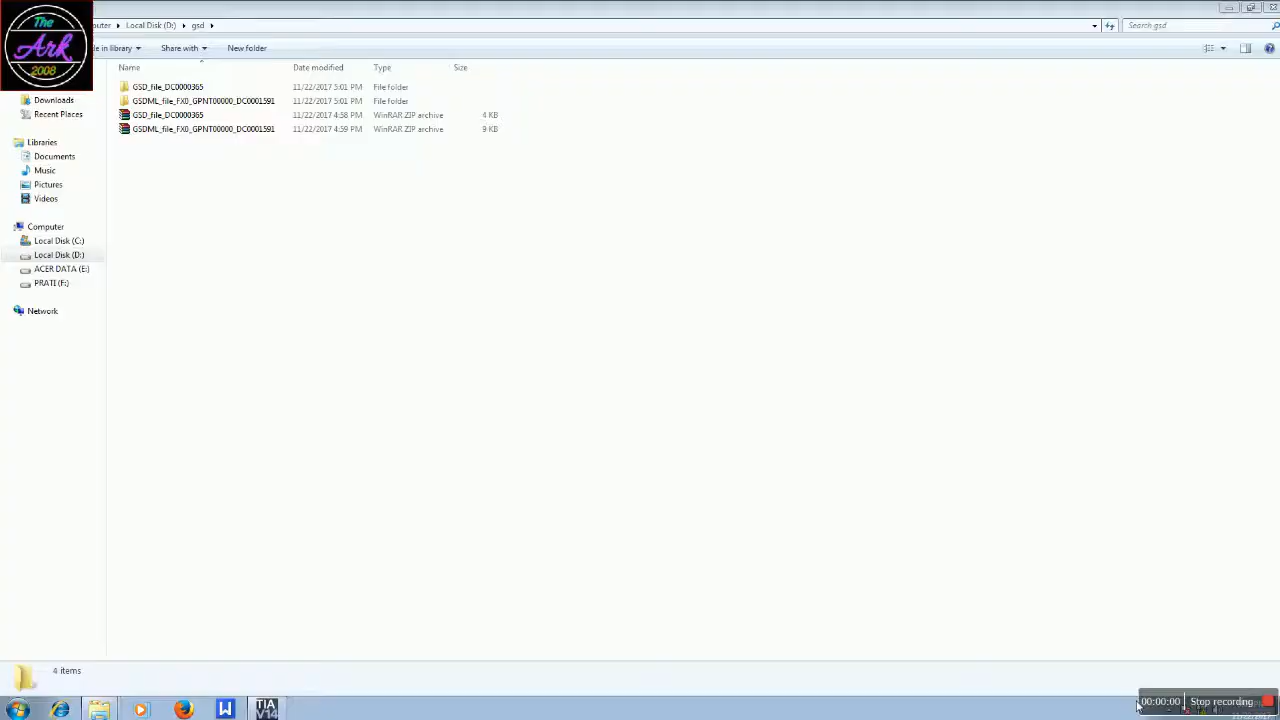 The
Ark
2008
uter ▸ Local Disk (D:) ▸ gsd ▸
Search gsd
de in library ▾ Share with ▾ New folder
Name Date modified Type Size
GSD_file_DC0000365 11/22/2017 5:01 PM File folder
GSDML_file_FX0_GPNT00000_DC0001591 11/22/2017 5:01 PM File folder
GSD_file_DC0000365 11/22/2017 4:58 PM WinRAR ZIP archive 4 KB
GSDML_file_FX0_GPNT00000_DC0001591 11/22/2017 4:59 PM WinRAR ZIP archive 9 KB
Downloads
Recent Places
Libraries
Documents
Music
Pictures
Videos
Computer
Local Disk (C:)
Local Disk (D:)
ACER DATA (E:)
PRATI (F:)
Network
4 items
TIA
V14
00:00:00 Stop recording